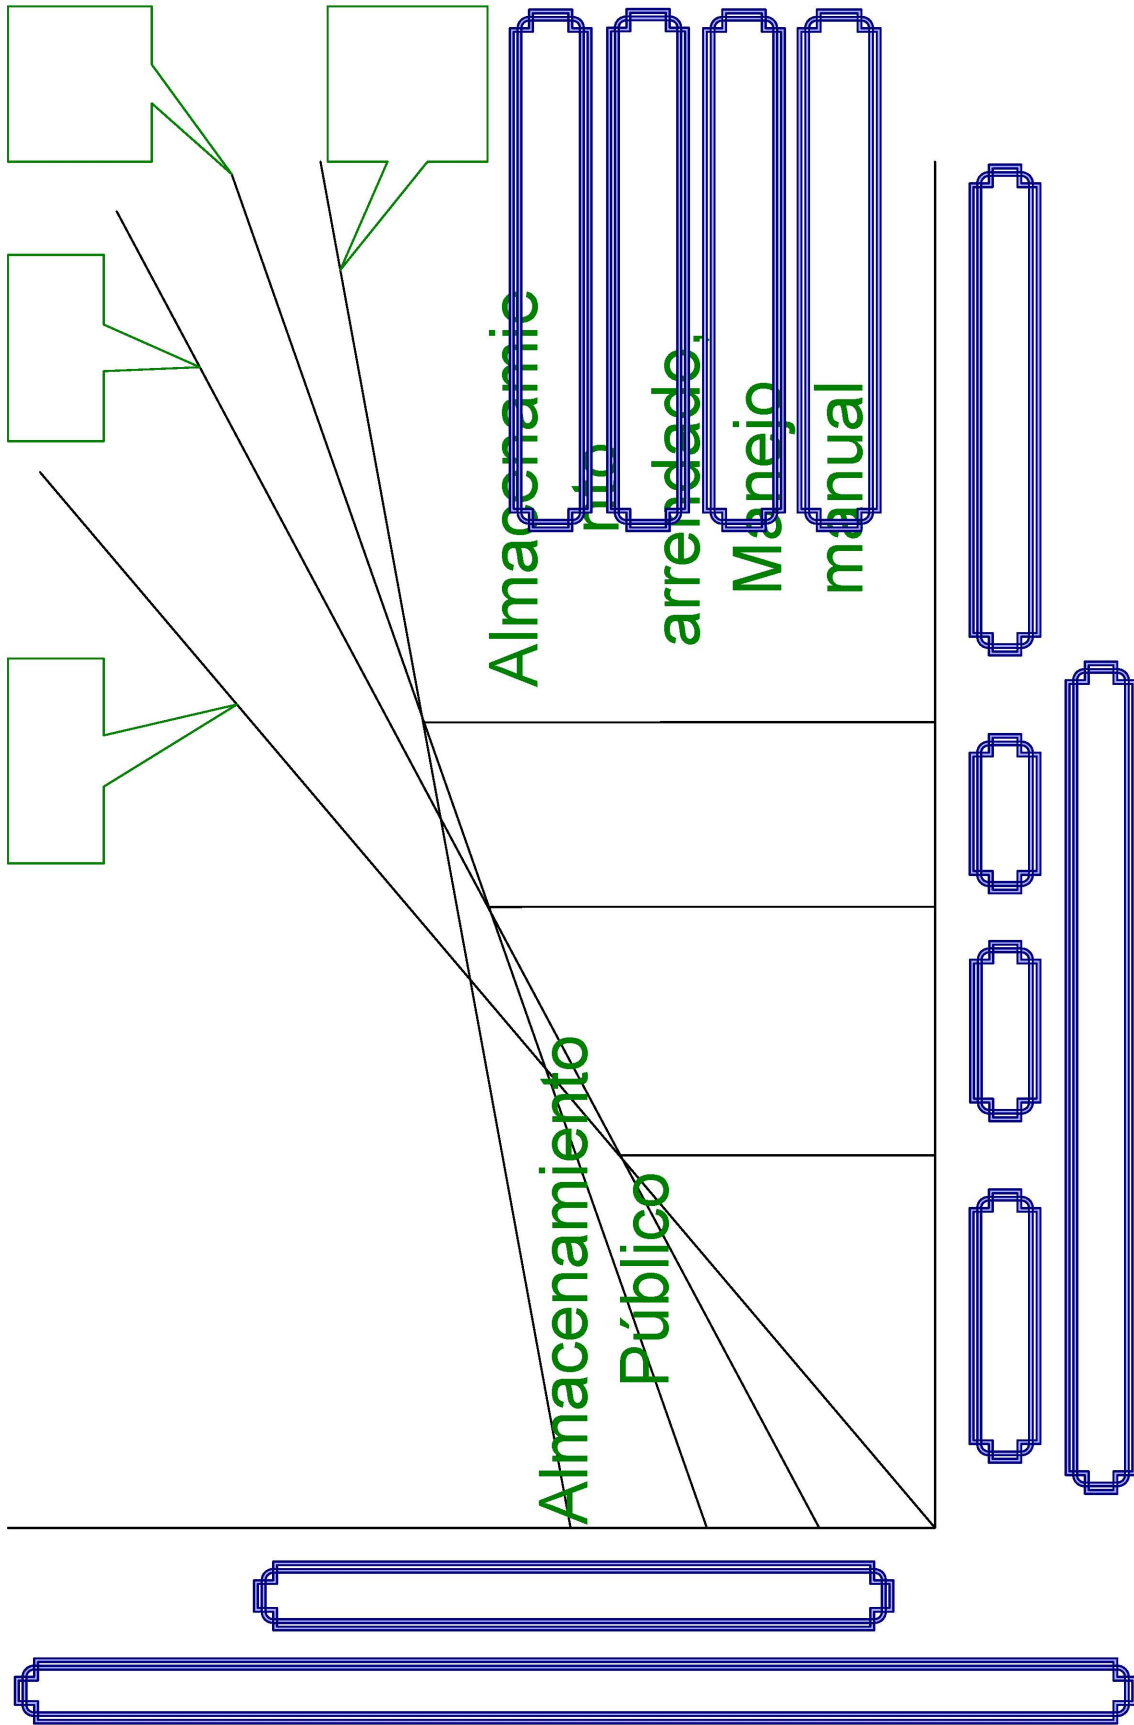 Almacenamie
nto
arrendado,
Manejo
manual
Almacenamiento
Público